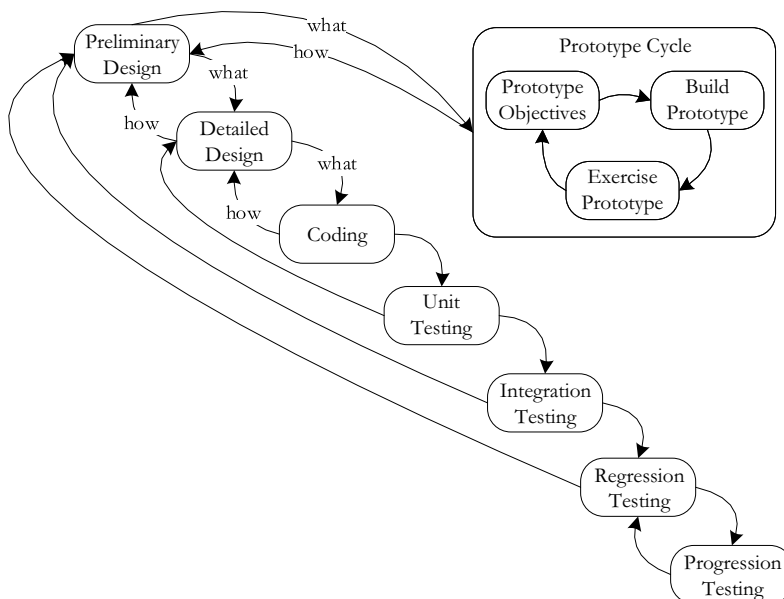 Preliminary
Design
what
how
what
how
Detailed
Design
what
how
Coding
Unit
Testing
Integration
Testing
Regression
Testing
Progression
Testing
Prototype Cycle
Prototype
Objectives
Build
Prototype
Exercise
Prototype